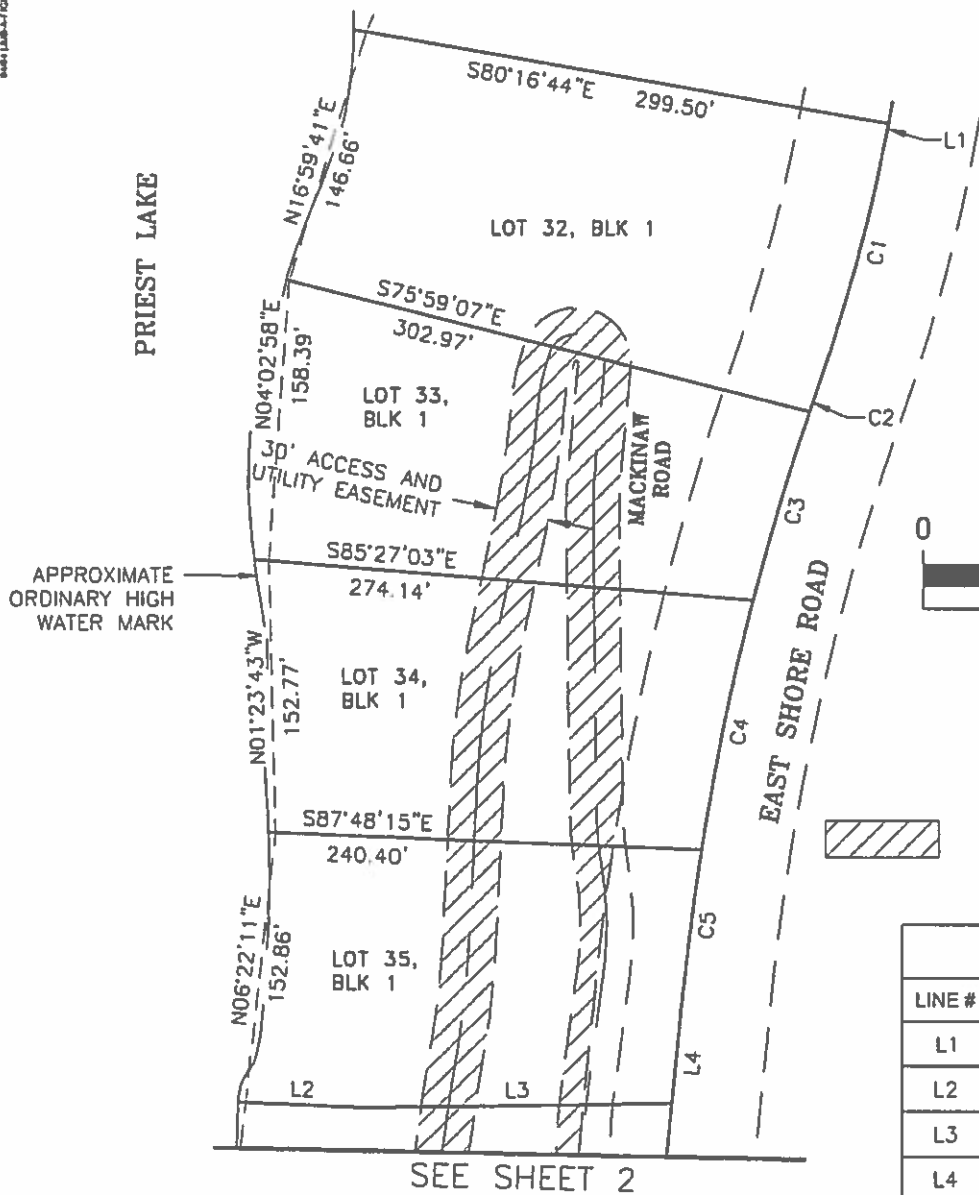 S80°16'44"E 299.50'
L1
N16°59'41"E
146.66'
PRIEST LAKE
LOT 32, BLK 1
C1
S75°59'07"E
302.97'
N04°02'58"E
158.39'
LOT 33,
BLK 1
C2
MACKINAW
ROAD
30' ACCESS AND
UTILITY EASEMENT
C3
0
S85°27'03"E
274.14'
APPROXIMATE
ORDINARY HIGH
WATER MARK
N01°23'43"W
152.77'
LOT 34,
BLK 1
C4
EAST SHORE ROAD
S87°48'15"E
240.40'
C5
N06°22'11"E
152.86'
LOT 35,
BLK 1
LINE #
L1
L2
L3
L4
L2
L3
L4
SEE SHEET 2